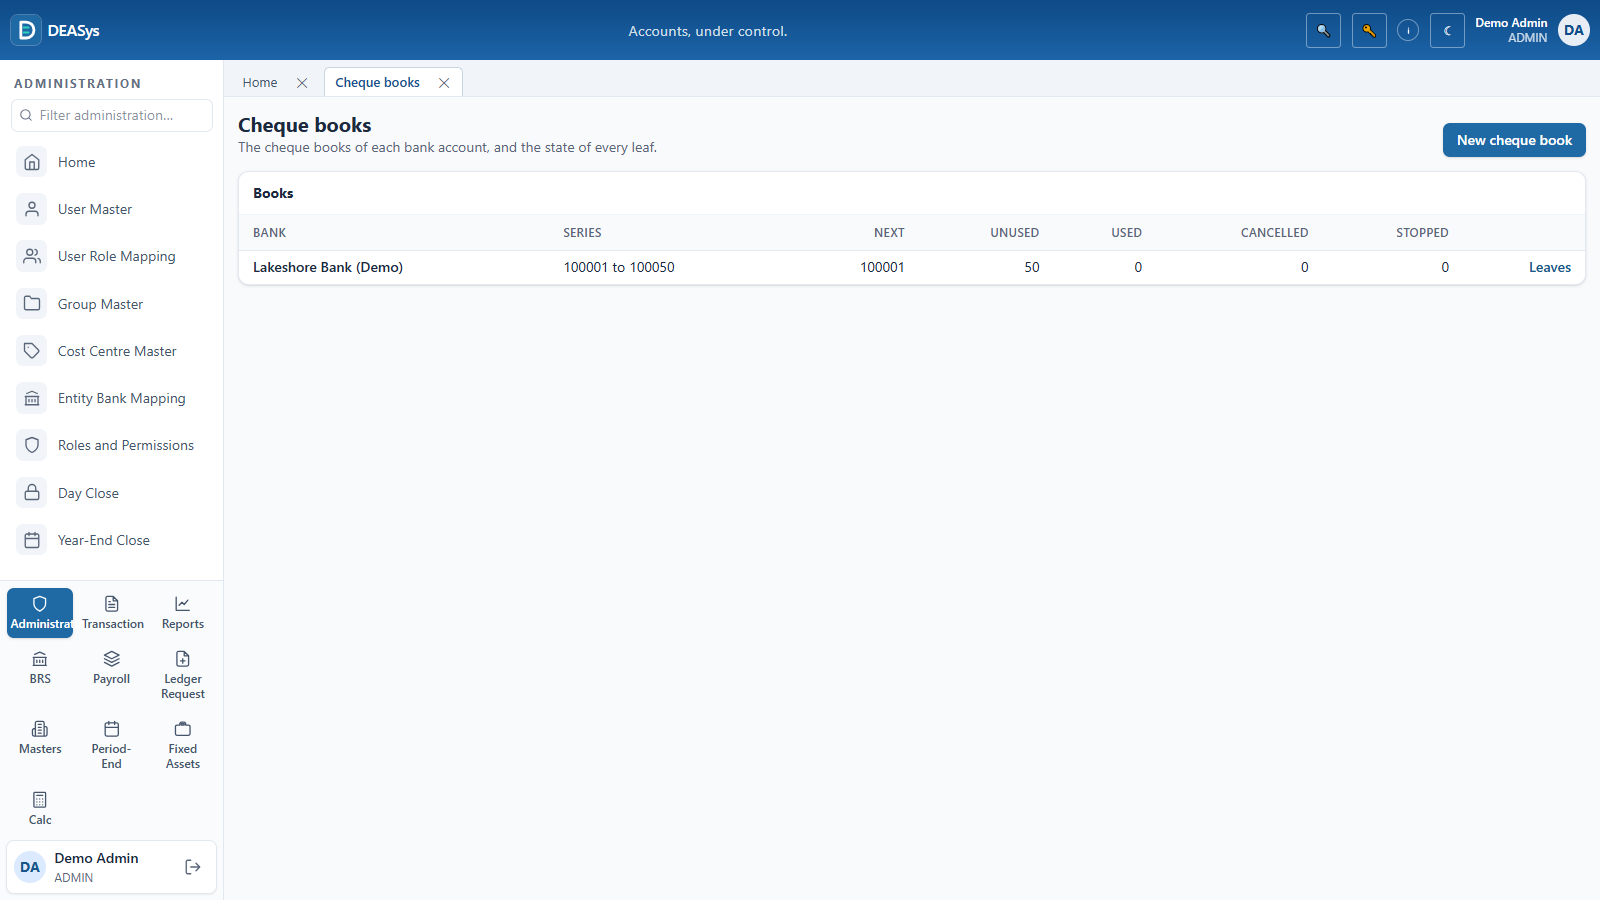 DEASys
Accounts, under control.
Demo Admin
ADMIN
DA
ADMINISTRATION
Filter administration...
Home
User Master
User Role Mapping
Group Master
Cost Centre Master
Entity Bank Mapping
Roles and Permissions
Day Close
Year-End Close
Administrat
Transaction
Reports
BRS
Payroll
Ledger
Request
Masters
Period-
End
Fixed
Assets
Calc
DA
Demo Admin
ADMIN
Home
Cheque books
Cheque books
The cheque books of each bank account, and the state of every leaf.
New cheque book
Books
BANK SERIES NEXT UNUSED USED CANCELLED STOPPED
Lakeshore Bank (Demo) 100001 to 100050 100001 50 0 0 0 Leaves